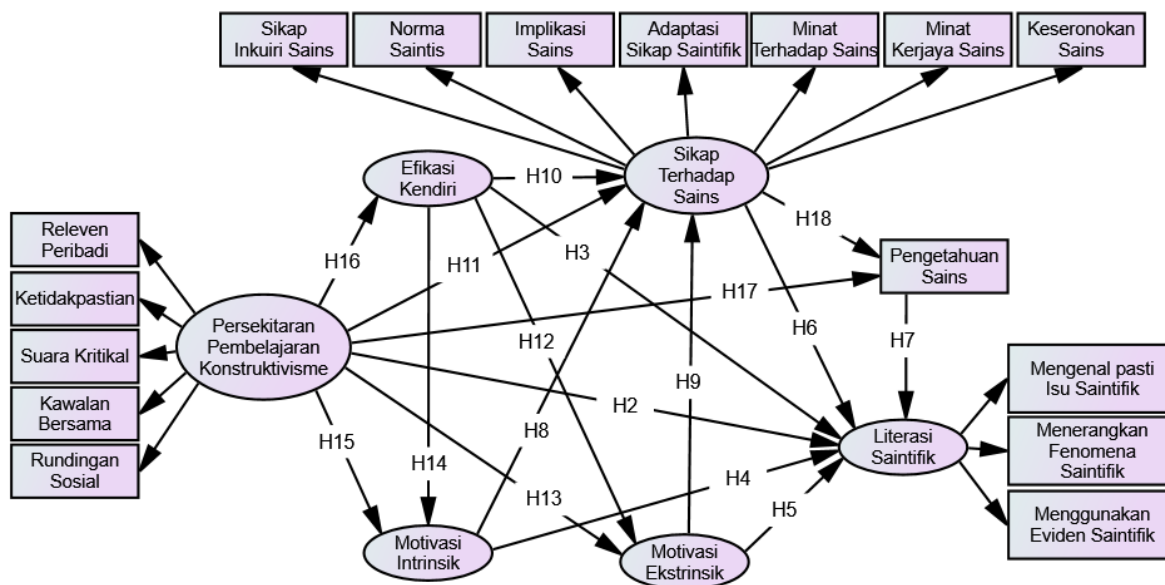 Sikap
Inkuiri Sains
Norma
Saintis
Implikasi
Sains
Adaptasi
Sikap Saintifik
Minat
Terhadap Sains
Minat
Kerjaya Sains
Keseronokan
Sains
Efikasi
Kendiri
H10
Sikap
Terhadap
Sains
Releven
Peribadi
Ketidakpastian
Suara Kritikal
Kawalan
Bersama
Rundingan
Sosial
Persekitaran
Pembelajaran
Konstruktivisme
H16
H11
H3
H18
Pengetahuan
Sains
H17
H12
H6
H7
H9
H2
H8
H15
H14
H13
H4
H5
Literasi
Saintifik
Mengenal pasti
Isu Saintifik
Menerangkan
Fenomena
Saintifik
Menggunakan
Eviden Saintifik
Motivasi
Intrinsik
Motivasi
Ekstrinsik